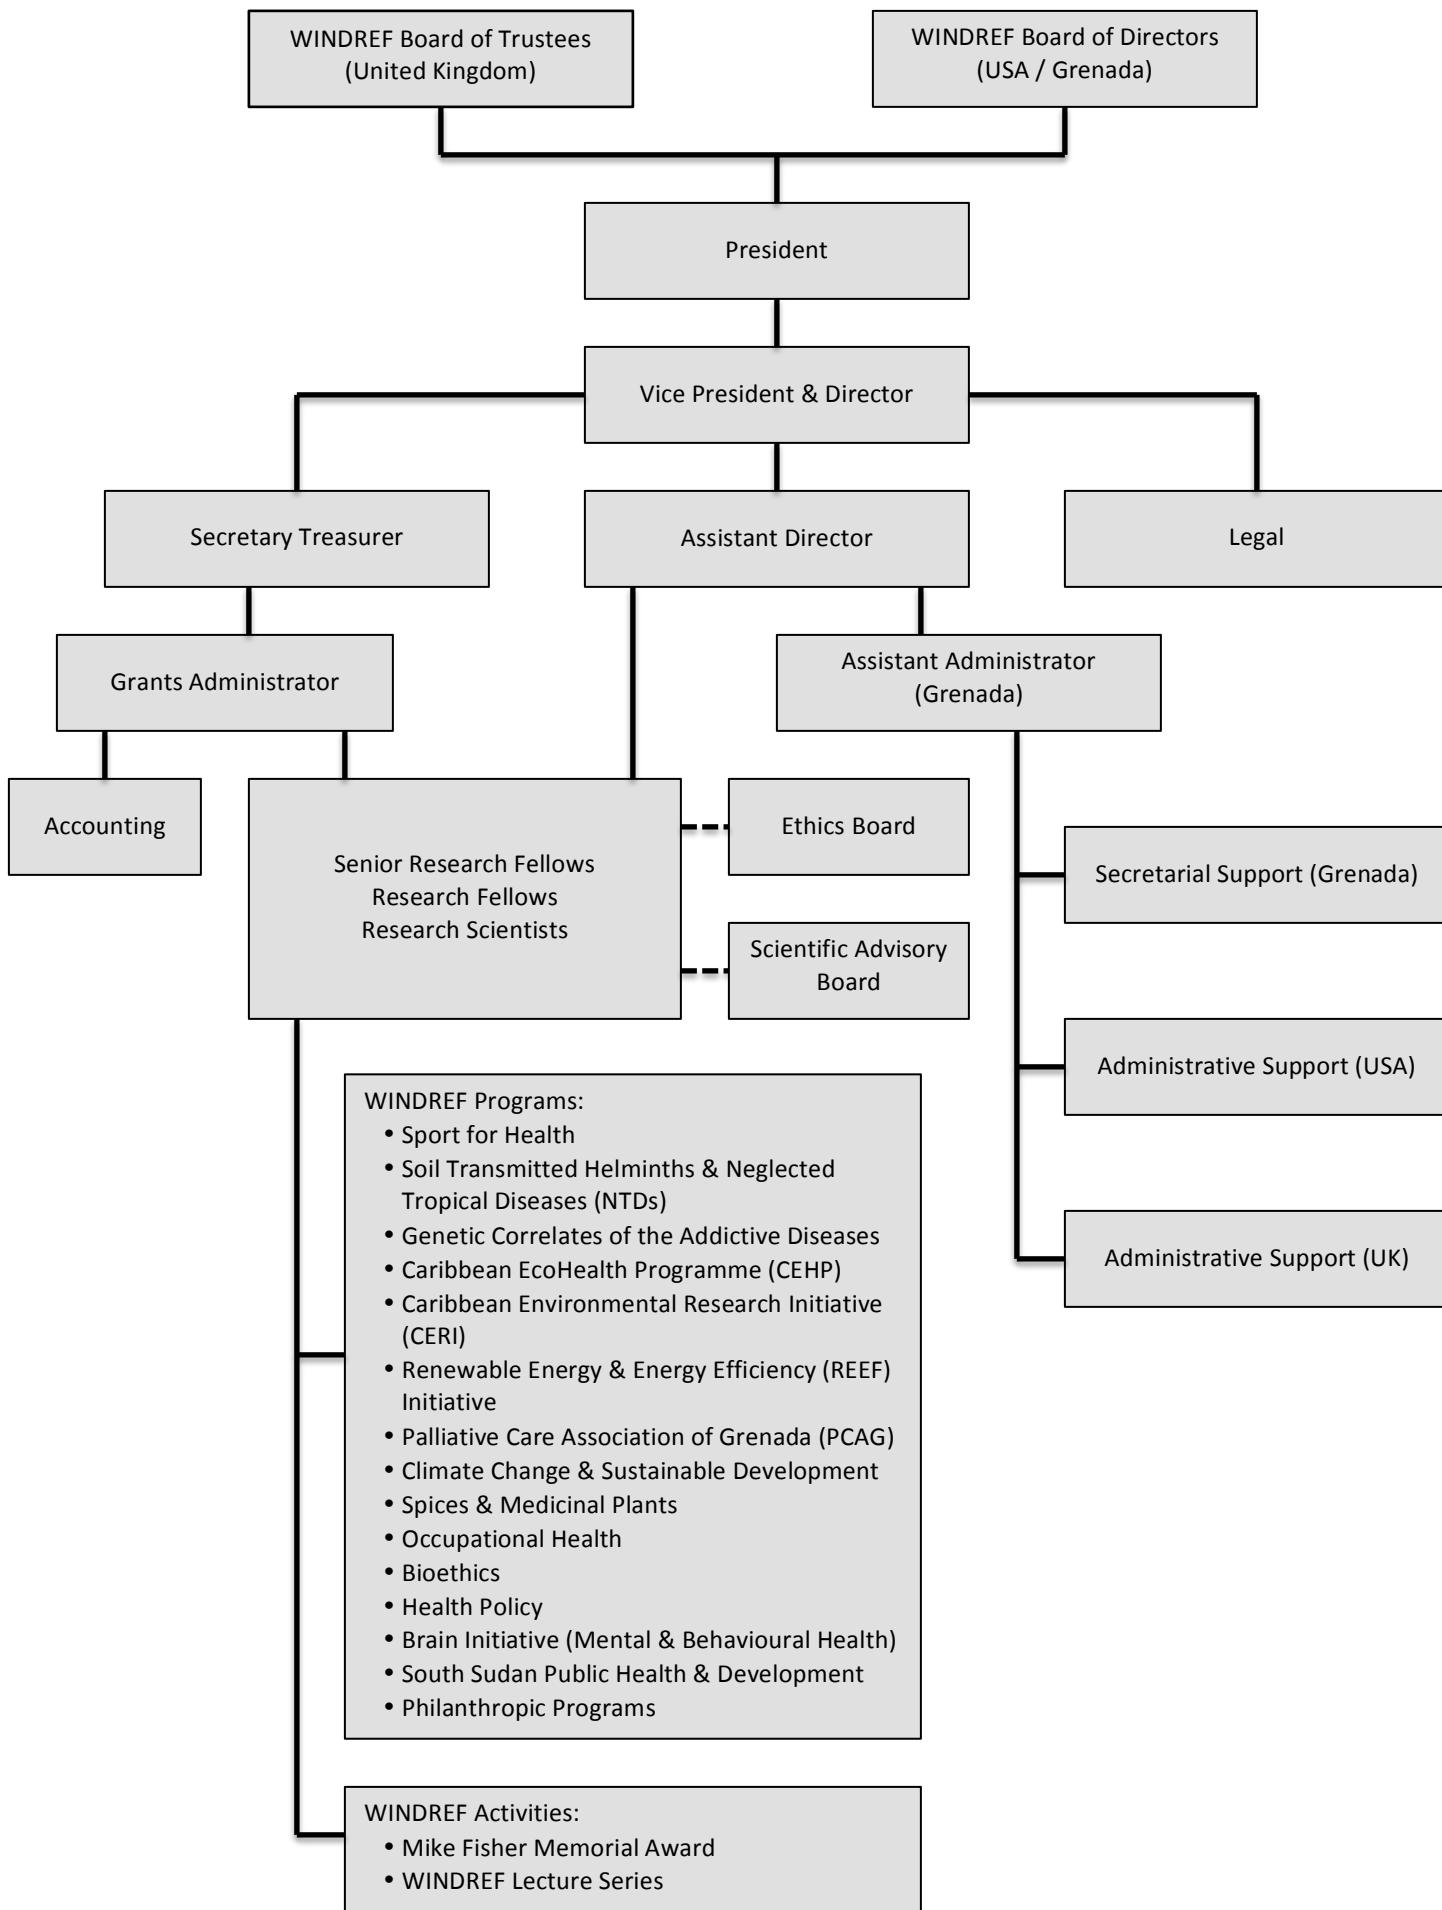 WINDREF Board of Trustees
(United Kingdom)
WINDREF Board of Directors
(USA / Grenada)
President
Vice President & Director
Secretary Treasurer
Assistant Director
Legal
Grants Administrator
Assistant Administrator
(Grenada)
Accounting
Senior Research Fellows
Research Fellows
Research Scientists
Ethics Board
Scientific Advisory
Board
Secretarial Support (Grenada)
Administrative Support (USA)
Administrative Support (UK)
WINDREF Programs:
• Sport for Health
• Soil Transmitted Helminths & Neglected
Tropical Diseases (NTDs)
• Genetic Correlates of the Addictive Diseases
• Caribbean EcoHealth Programme (CEHP)
• Caribbean Environmental Research Initiative
(CERI)
• Renewable Energy & Energy Efficiency (REEF)
Initiative
• Palliative Care Association of Grenada (PCAG)
• Climate Change & Sustainable Development
• Spices & Medicinal Plants
• Occupational Health
• Bioethics
• Health Policy
• Brain Initiative (Mental & Behavioural Health)
• South Sudan Public Health & Development
• Philanthropic Programs
WINDREF Activities:
• Mike Fisher Memorial Award
• WINDREF Lecture Series